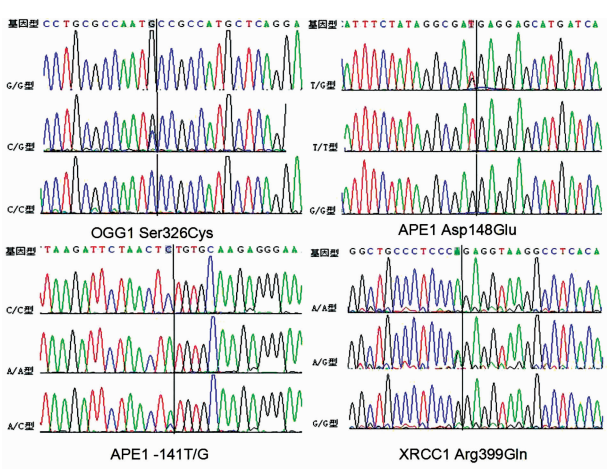 基因型 CCTGCGCCAATGCCGCCATGCTCAGGA
G/G型
C/G型
C/C型
OGG1 Ser326Cys
基因型 ATTTCTATAGGCGATGAGGAGCATGATCA
T/G型
T/T型
G/G型
APE1 Asp148Glu
基因型 TAAGATTCTAACTCTGTGCAAGAGGGAA
C/C型
A/A型
A/C型
APE1 -141T/G
基因型 GGCTGCCCTCCCAGAGGTAAGGCCTCACA
A/A型
A/G型
G/G型
XRCC1 Arg399Gln